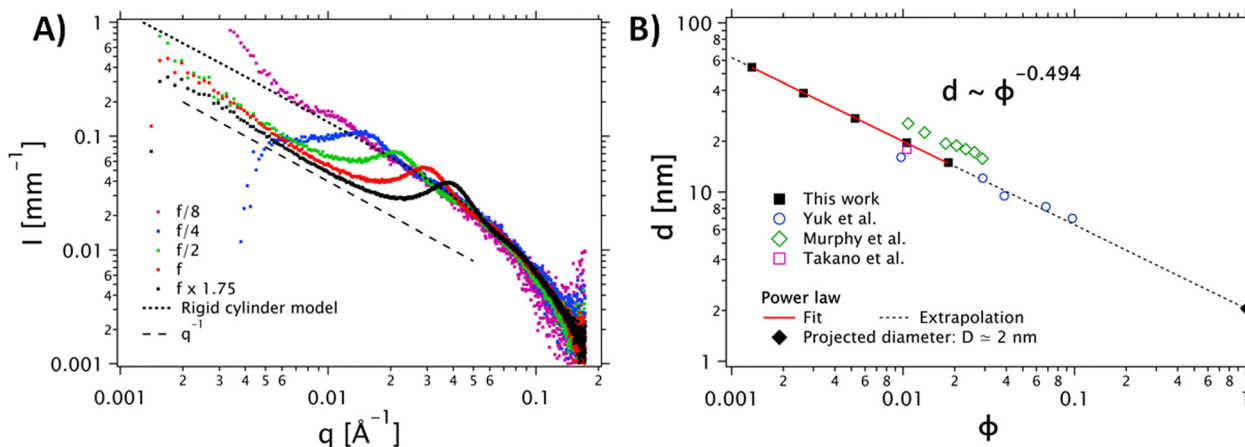 A)
1
8
6
4
2
0.1
8
6
4
2
0.01
8
6
4
2
0.001
I [mm⁻¹]
f/8
f/4
f/2
f
f x 1.75
Rigid cylinder model
q⁻¹
0.001
2
3
4
5
6
0.01
2
3
4
5
6
0.1
2
q [Å⁻¹]
B)
100
8
6
4
2
10
8
6
4
2
1
d [nm]
d ~ ϕ⁻⁰·⁴⁹⁴
This work
Yuk et al.
Murphy et al.
Takano et al.
Power law
Fit
Extrapolation
Projected diameter: D ≃ 2 nm
0.001
2
4
6
8
0.01
2
4
6
8
0.1
2
4
6
8
1
ϕ